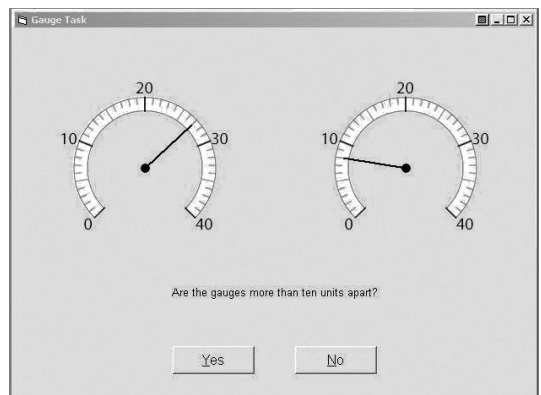 Gauge Task
20 20
10 30 10 30
0 40 0 40
Are the gauges more than ten units apart?
Yes No